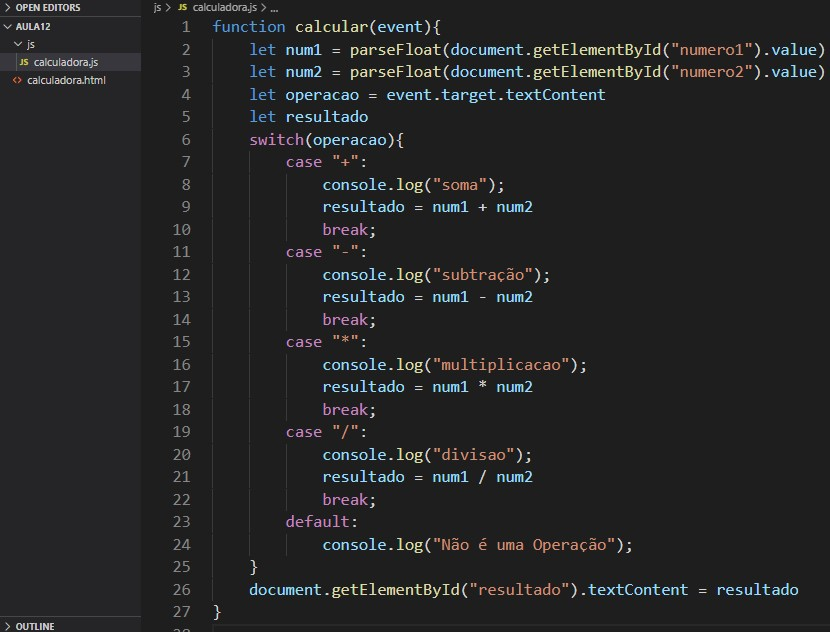 OPEN EDITORS
AULA12
js
JS calculadora.js
<> calculadora.html
OUTLINE
js > JS calculadora.js > ...
1 function calcular(event){
2     let num1 = parseFloat(document.getElementById("numero1").value)
3     let num2 = parseFloat(document.getElementById("numero2").value)
4     let operacao = event.target.textContent
5     let resultado
6     switch(operacao){
7         case "+":
8             console.log("soma");
9             resultado = num1 + num2
10             break;
11         case "-":
12             console.log("subtração");
13             resultado = num1 - num2
14             break;
15         case "*":
16             console.log("multiplicacao");
17             resultado = num1 * num2
18             break;
19         case "/":
20             console.log("divisao");
21             resultado = num1 / num2
22             break;
23         default:
24             console.log("Não é uma Operação");
25     }
26     document.getElementById("resultado").textContent = resultado
27 }